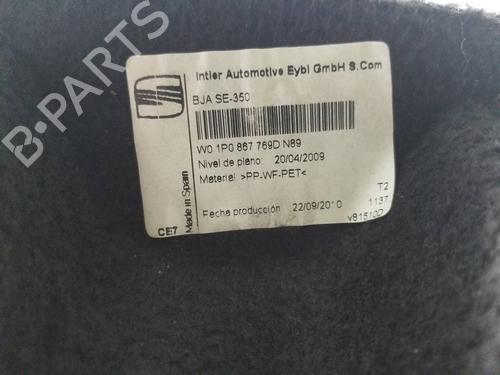 Intier Automotive Eybl GmbH S.Com
BJA SE-350
W0 1P0 867 769D N89
Nivel de plano: 20/04/2009
Material >PP-WF-PET<
Fecha producción 22/09/2010
T2
1137
v81510D
CE7
Made in Spain